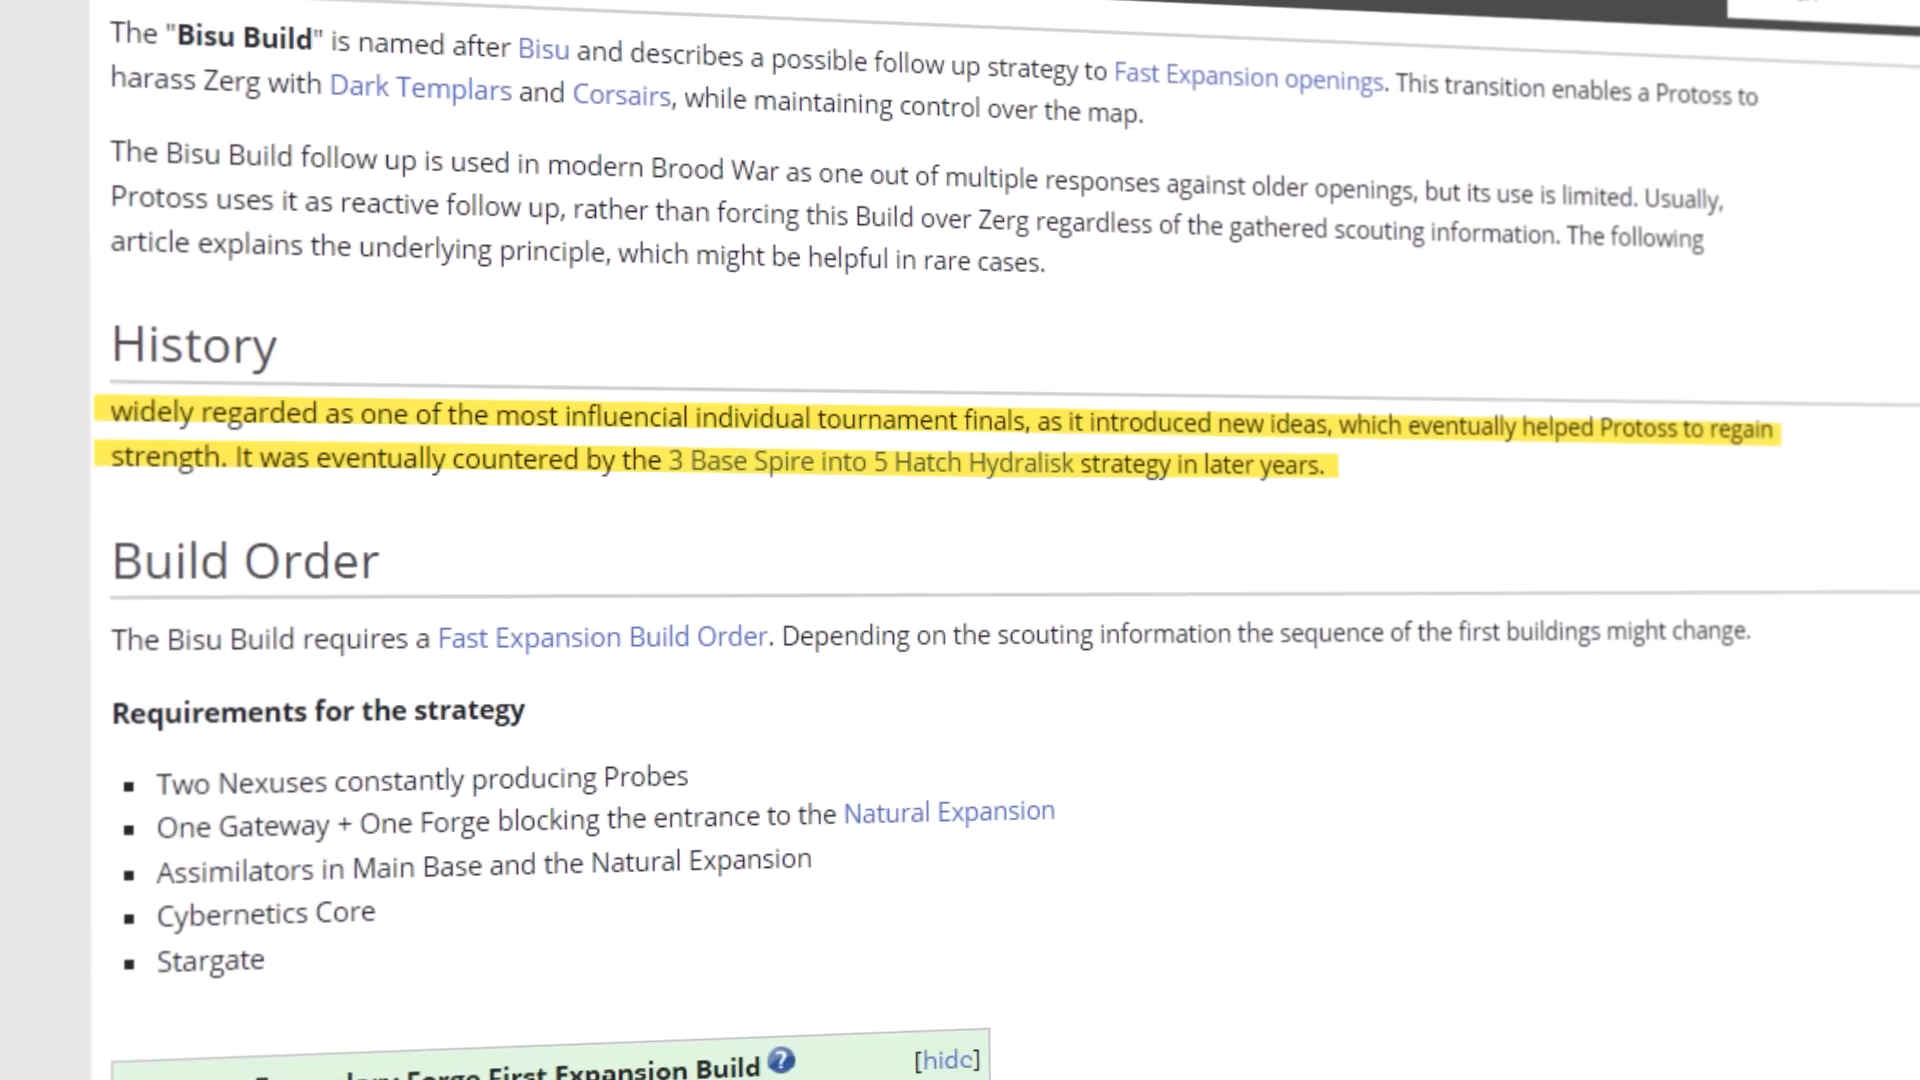 The "Bisu Build" is named after Bisu and describes a possible follow up strategy to Fast Expansion openings. This transition enables a Protoss to
harass Zerg with Dark Templars and Corsairs, while maintaining control over the map.
The Bisu Build follow up is used in modern Brood War as one out of multiple responses against older openings, but its use is limited. Usually,
Protoss uses it as reactive follow up, rather than forcing this Build over Zerg regardless of the gathered scouting information. The following
article explains the underlying principle, which might be helpful in rare cases.
History
widely regarded as one of the most influencial individual tournament finals, as it introduced new ideas, which eventually helped Protoss to regain
strength. It was eventually countered by the 3 Base Spire into 5 Hatch Hydralisk strategy in later years.
Build Order
The Bisu Build requires a Fast Expansion Build Order. Depending on the scouting information the sequence of the first buildings might change.
Requirements for the strategy
▪ Two Nexuses constantly producing Probes
▪ One Gateway + One Forge blocking the entrance to the Natural Expansion
▪ Assimilators in Main Base and the Natural Expansion
▪ Cybernetics Core
▪ Stargate
Forge First Expansion Build ? [hide]